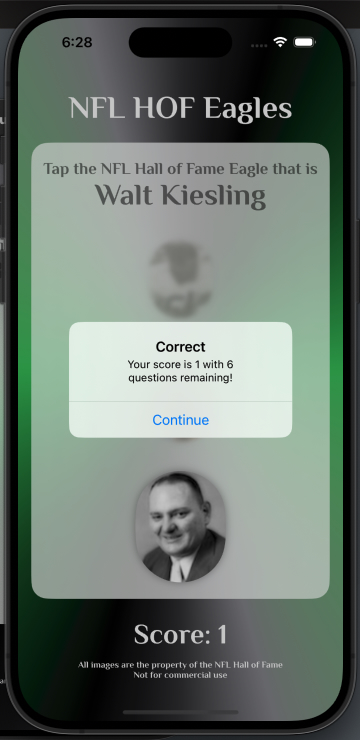 6:28
NFL HOF Eagles
Tap the NFL Hall of Fame Eagle that is
Walt Kiesling
Correct
Your score is 1 with 6
questions remaining!
Continue
Score: 1
All images are the property of the NFL Hall of Fame
Not for commercial use